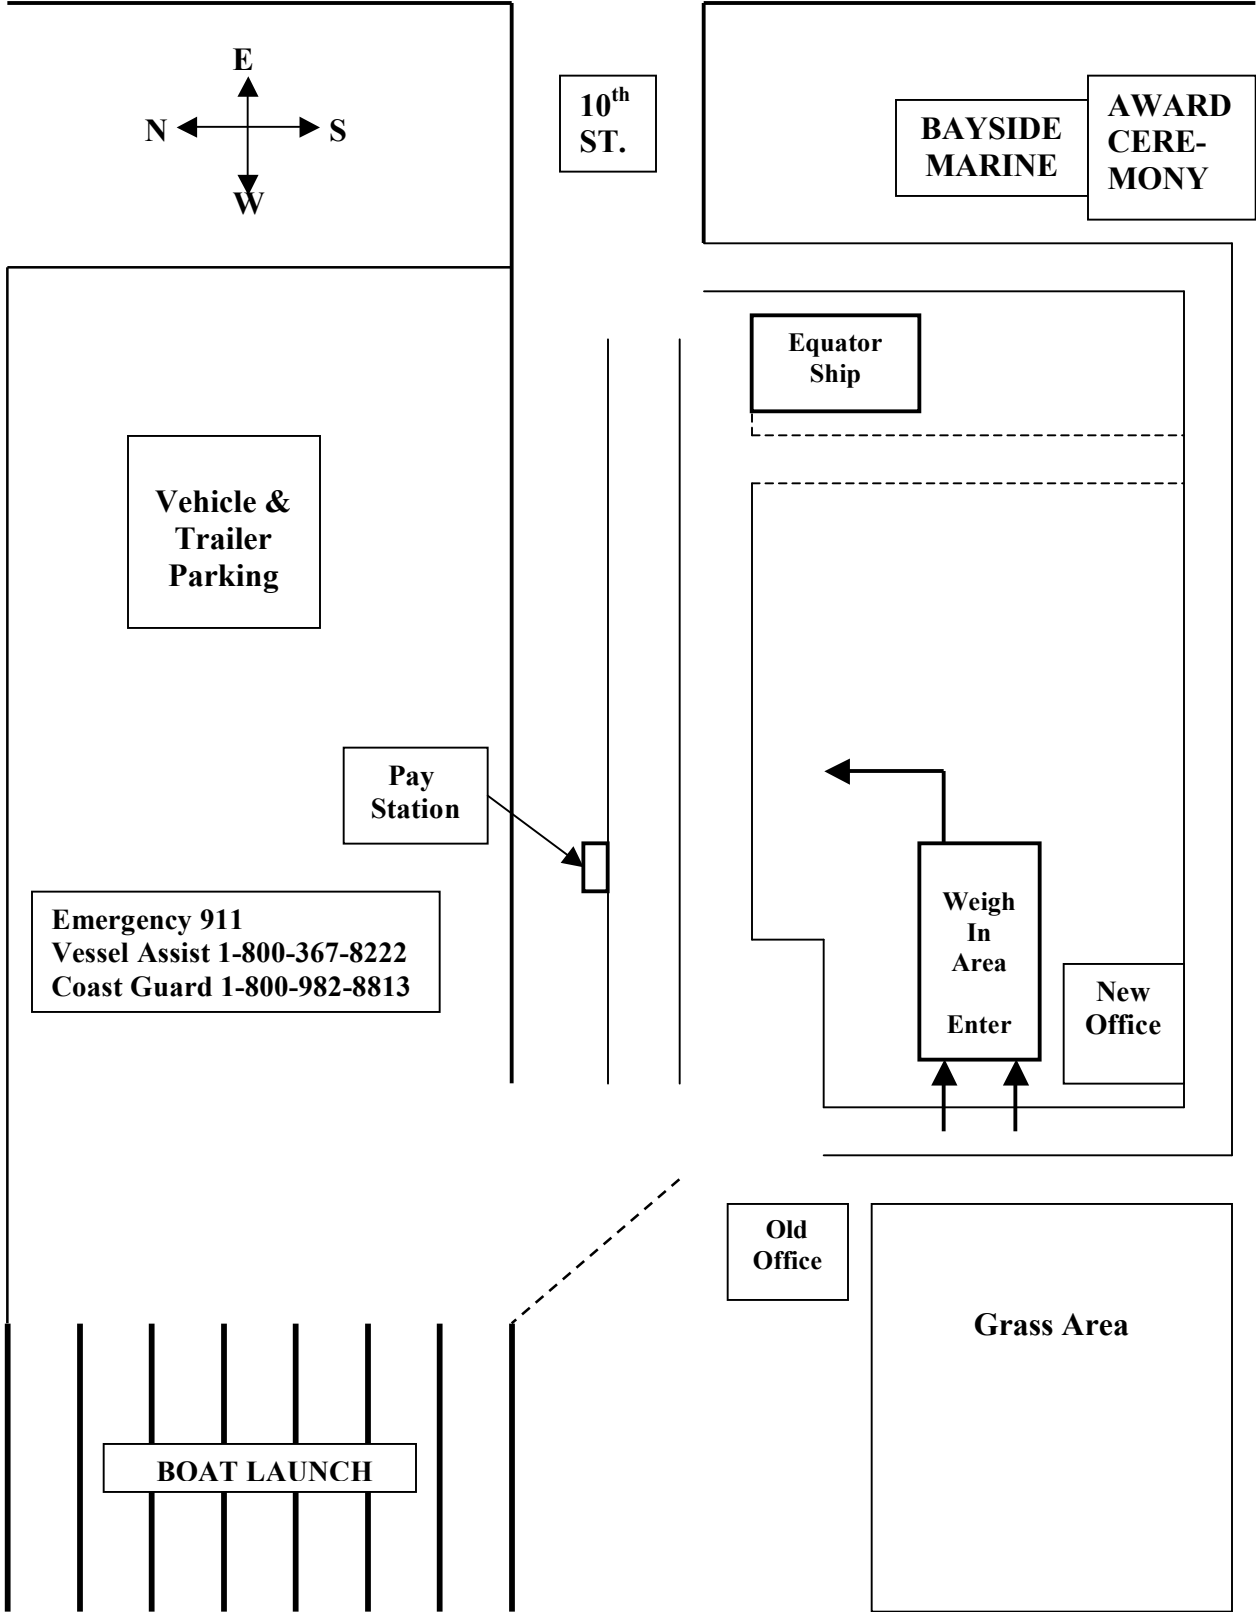 E
N S
W
10th
ST.
BAYSIDE
MARINE
AWARD
CERE-
MONY
Equator
Ship
Vehicle &
Trailer
Parking
Pay
Station
Emergency 911
Vessel Assist 1-800-367-8222
Coast Guard 1-800-982-8813
Weigh
In
Area
Enter
New
Office
Old
Office
Grass Area
BOAT LAUNCH